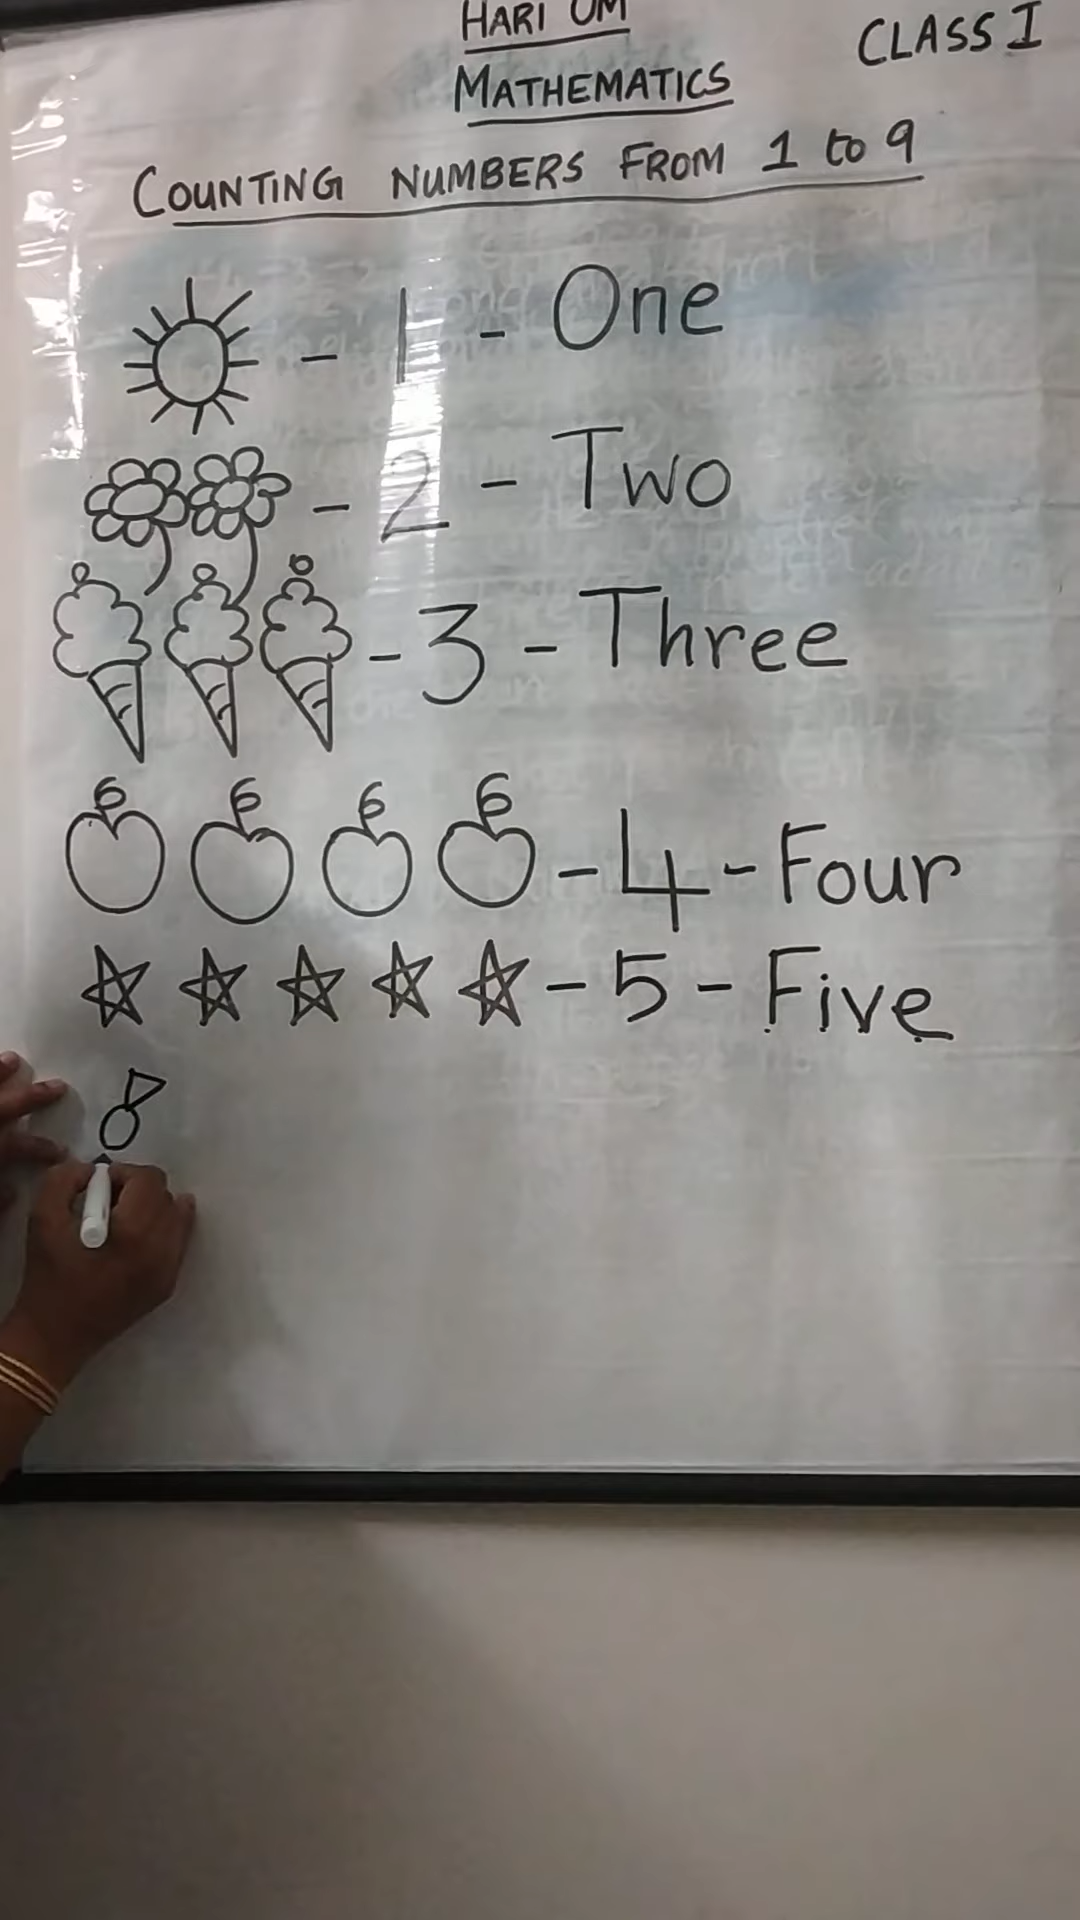 HARI OM
CLASS I
MATHEMATICS
COUNTING NUMBERS FROM 1 to 9
- 1 - One
- 2 - Two
- 3 - Three
- 4 - Four
- 5 - Five